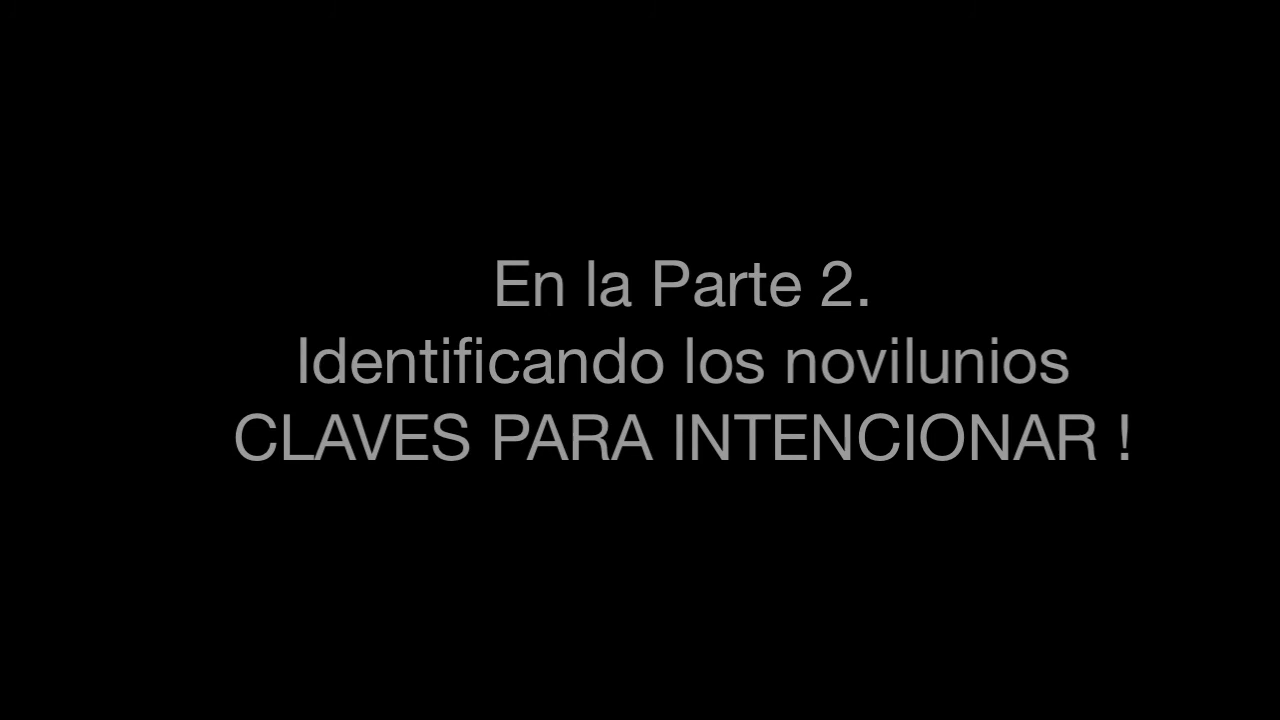 En la Parte 2.
Identificando los novilunios
CLAVES PARA INTENCIONAR !